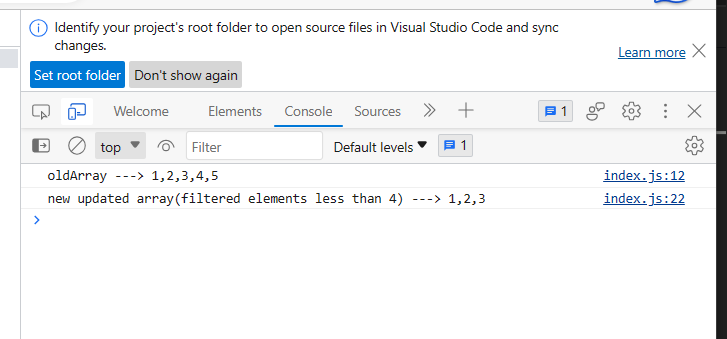 Identify your project's root folder to open source files in Visual Studio Code and sync
changes.
Learn more
Set root folder Don't show again
Welcome Elements Console Sources 1
top Filter Default levels 1
oldArray ---> 1,2,3,4,5 index.js:12
new updated array(filtered elements less than 4) ---> 1,2,3 index.js:22